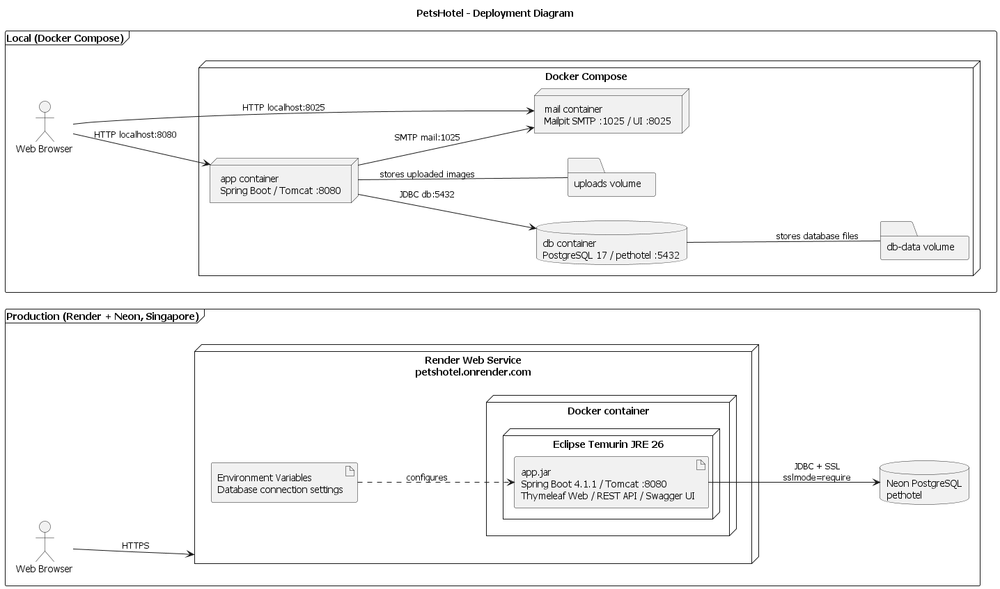 PetsHotel - Deployment Diagram
Local (Docker Compose)
Docker Compose
mail container
Mailpit SMTP :1025 / UI :8025
HTTP localhost:8025
HTTP localhost:8080
Web Browser
SMTP mail:1025
app container
Spring Boot / Tomcat :8080
stores uploaded images
uploads volume
JDBC db:5432
db container
PostgreSQL 17 / pethotel :5432
stores database files
db-data volume
Production (Render + Neon, Singapore)
Render Web Service
petshotel.onrender.com
Docker container
Eclipse Temurin JRE 26
Environment Variables
Database connection settings
configures
app.jar
Spring Boot 4.1.1 / Tomcat :8080
Thymeleaf Web / REST API / Swagger UI
JDBC + SSL
sslmode=require
Neon PostgreSQL
pethotel
HTTPS
Web Browser